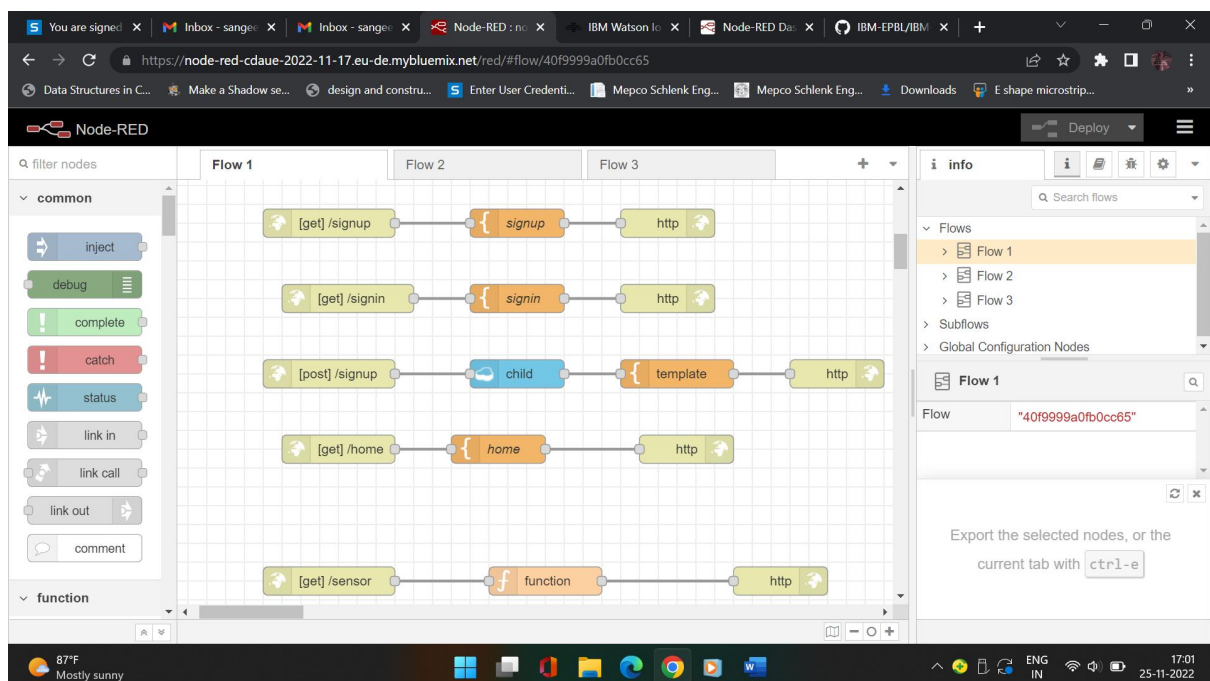 You are signed
Inbox - sangee
Inbox - sangee
Node-RED : no
IBM Watson Io
Node-RED Das
IBM-EPBL/IBM
https://node-red-cdaue-2022-11-17.eu-de.mybluemix.net/red/#flow/40f9999a0fb0cc65
Data Structures in C...
Make a Shadow se...
design and constru...
Enter User Credenti...
Mepco Schlenk Eng...
Mepco Schlenk Eng...
Downloads
E shape microstrip...
»
Node-RED
Deploy
filter nodes
Flow 1
Flow 2
Flow 3
i info
common
inject
debug
complete
catch
status
link in
link call
link out
comment
function
[get] /signup
signup
http
[get] /signin
signin
http
[post] /signup
child
template
http
[get] /home
home
http
[get] /sensor
function
http
Search flows
Flows
Flow 1
Flow 2
Flow 3
Subflows
Global Configuration Nodes
Flow 1
Flow
"40f9999a0fb0cc65"
Export the selected nodes, or the
current tab with ctrl-e
87°F
Mostly sunny
ENG
IN
17:01
25-11-2022